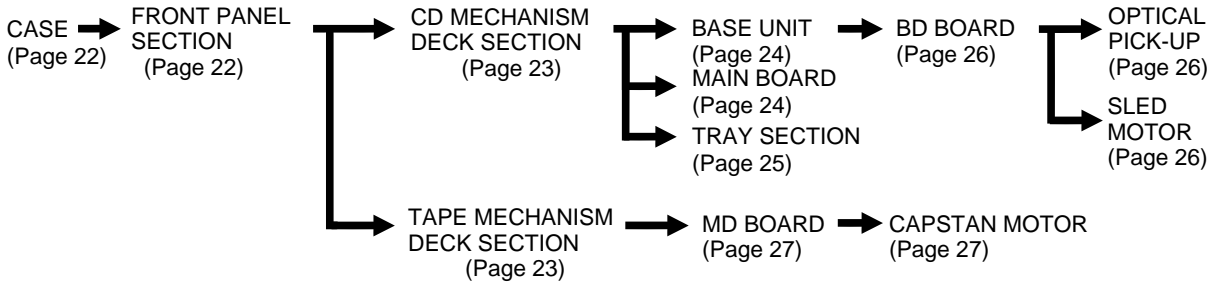 CASE
(Page 22)
FRONT PANEL
SECTION
(Page 22)
CD MECHANISM
DECK SECTION
(Page 23)
BASE UNIT
(Page 24)
MAIN BOARD
(Page 24)
TRAY SECTION
(Page 25)
BD BOARD
(Page 26)
OPTICAL
PICK-UP
(Page 26)
SLED
MOTOR
(Page 26)
TAPE MECHANISM
DECK SECTION
(Page 23)
MD BOARD
(Page 27)
CAPSTAN MOTOR
(Page 27)